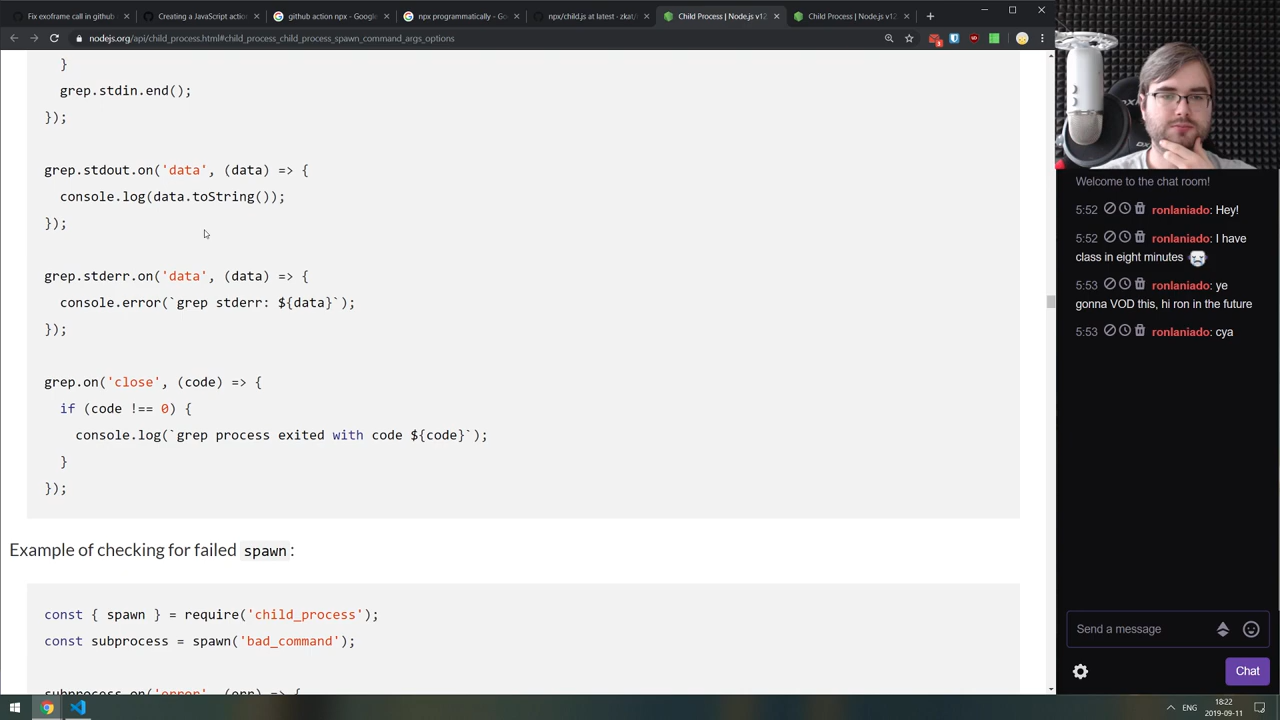 Fix exoframe call in github
Creating a JavaScript actio
github action npx - Google
npx programmatically - Go
npx/child.js at latest · zkat/
Child Process | Node.js v12
Child Process | Node.js v12
nodejs.org/api/child_process.html#child_process_child_process_spawn_command_args_options
}
grep.stdin.end();
});
grep.stdout.on('data', (data) => {
console.log(data.toString());
});
grep.stderr.on('data', (data) => {
console.error(`grep stderr: ${data}`);
});
grep.on('close', (code) => {
if (code !== 0) {
console.log(`grep process exited with code ${code}`);
}
});
Example of checking for failed spawn:
const { spawn } = require('child_process');
const subprocess = spawn('bad_command');
subprocess.on('error', (err) => {
Welcome to the chat room!
5:52 ronlaniado: Hey!
5:52 ronlaniado: I have
class in eight minutes
5:53 ronlaniado: ye
gonna VOD this, hi ron in the future
5:53 ronlaniado: cya
Send a message
Chat
ENG
18:22
2019-09-11